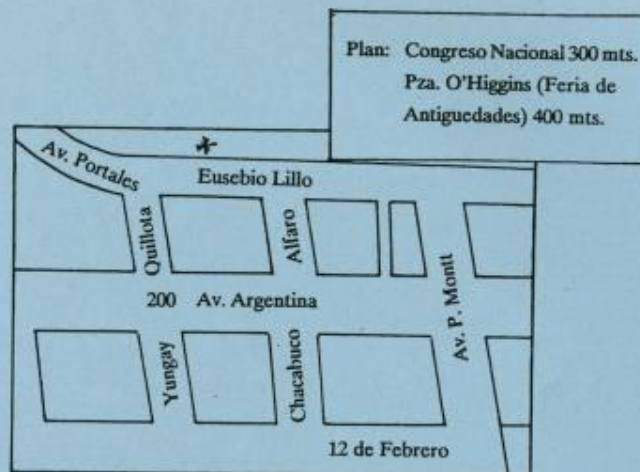 Plan: Congreso Nacional 300 mts.
Pza. O'Higgins (Feria de
Antiguedades) 400 mts.
Av. Portales
Eusebio Lillo
Quillota
Alfaro
200 Av. Argentina
Av. P. Montt
Yungay
Chacabuco
12 de Febrero